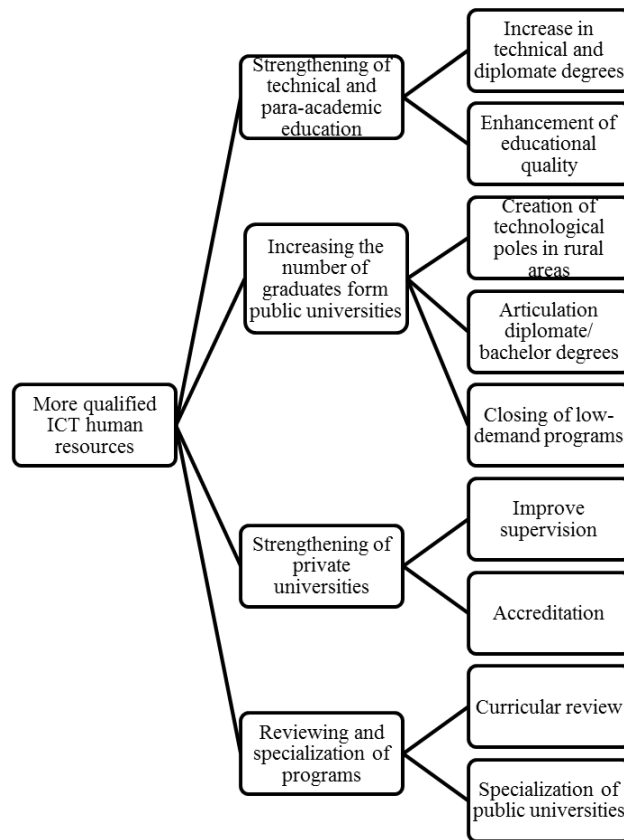 Increase in
technical and
diplomate degrees
Strengthening of
technical and
para-academic
education
Enhancement of
educational
quality
Creation of
technological
poles in rural
areas
Increasing the
number of
graduates form
public universities
Articulation
diplomate/
bachelor degrees
Closing of low-
demand programs
More qualified
ICT human
resources
Improve
supervision
Strengthening of
private
universities
Accreditation
Curricular review
Reviewing and
specialization of
programs
Specialization of
public universities